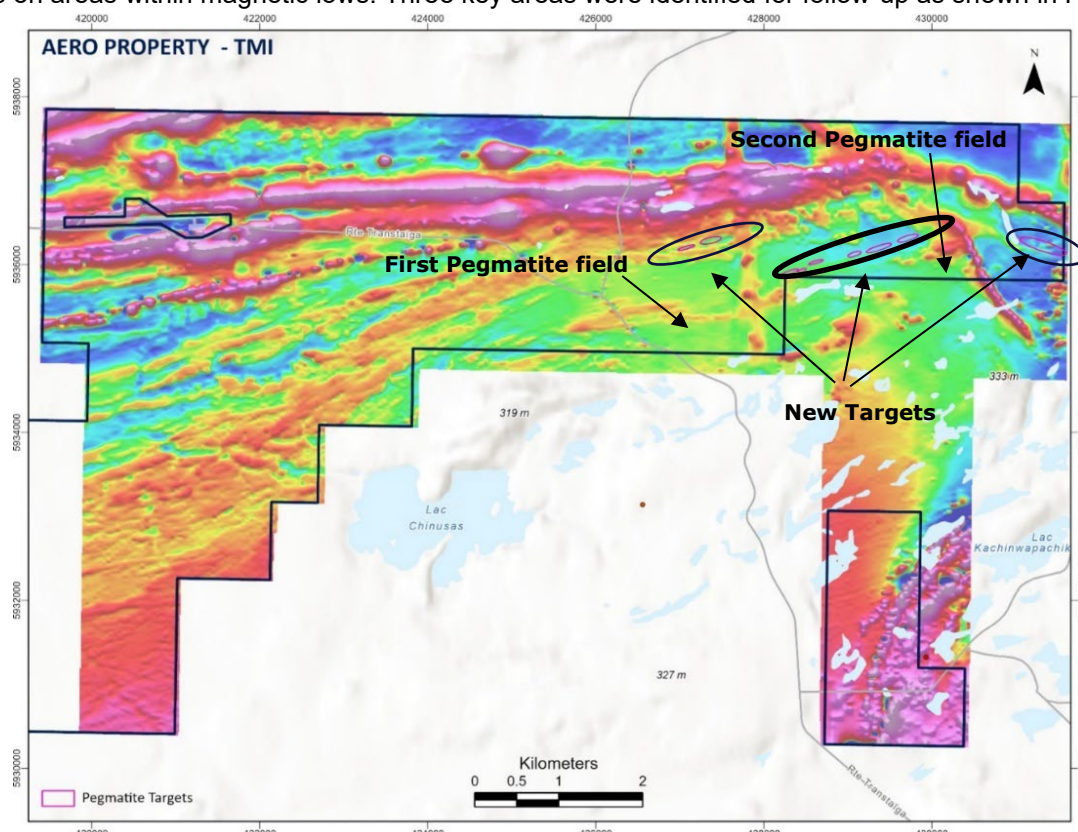 s on areas within magnetic lows. Three key areas were identified for follow-up as shown in
420000 422000 424000 426000 428000 430000
AERO PROPERTY - TMI
N
5938000
Second Pegmatite field
Rte Transtaiga
5936000
First Pegmatite field
333 m
New Targets
319 m
5934000
Lac
Chinusas
Lac
Kachinwapachik
5932000
327 m
Kilometers
0 0.5 1 2
5930000
Rte-Transtaiga
Pegmatite Targets